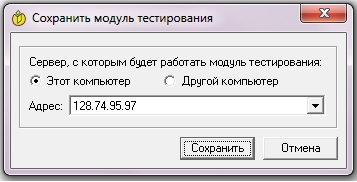 Сохранить модуль тестирования
Сервер, с которым будет работать модуль тестирования:
Этот компьютер Другой компьютер
Адрес: 128.74.95.97
Сохранить Отмена